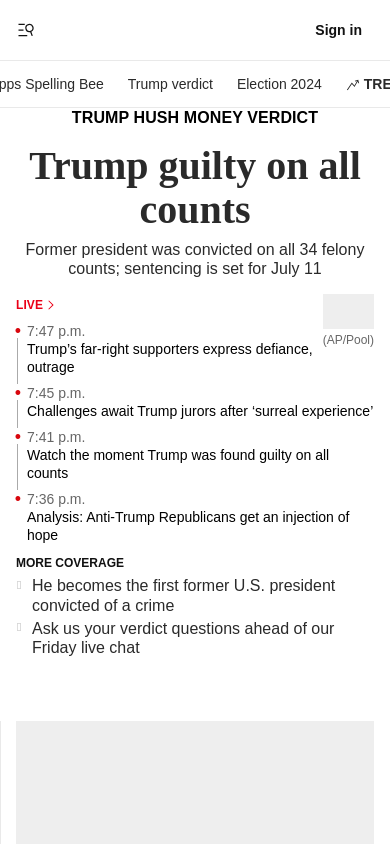 Sign in
pps Spelling Bee
Trump verdict
Election 2024
TRE
TRUMP HUSH MONEY VERDICT
Trump guilty on all
counts
Former president was convicted on all 34 felony
counts; sentencing is set for July 11
LIVE
(AP/Pool)
7:47 p.m.
Trump’s far-right supporters express defiance,
outrage
7:45 p.m.
Challenges await Trump jurors after ‘surreal experience’
7:41 p.m.
Watch the moment Trump was found guilty on all
counts
7:36 p.m.
Analysis: Anti-Trump Republicans get an injection of
hope
MORE COVERAGE
He becomes the first former U.S. president
convicted of a crime
Ask us your verdict questions ahead of our
Friday live chat